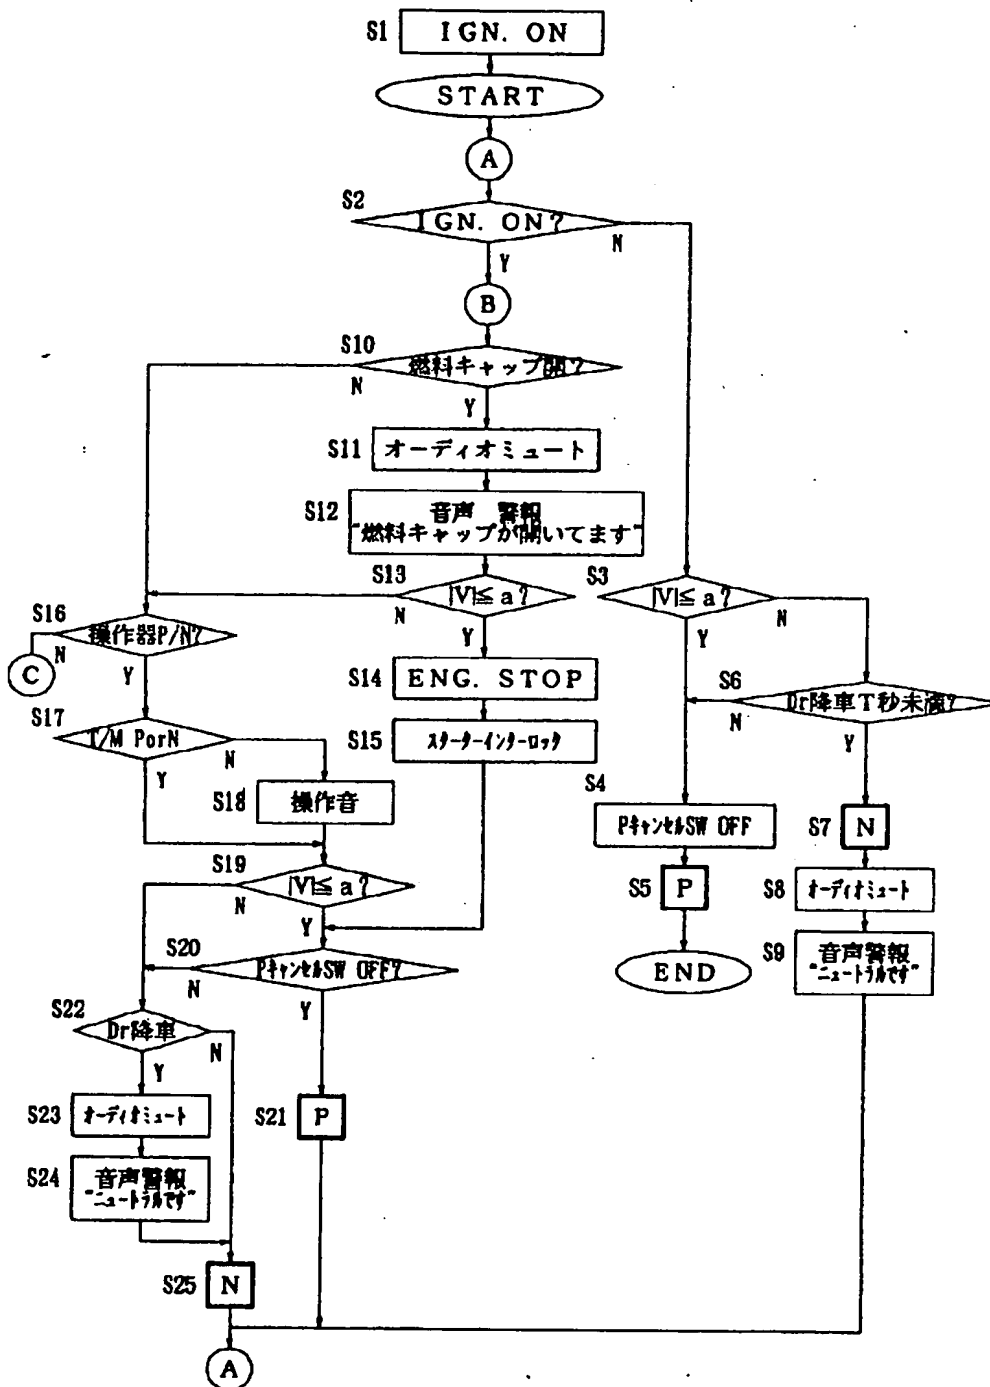 S1
IGN. ON
START
A
S2
IGN. ON?
N
Y
B
S10
燃料キャップ開?
N
Y
S11
オーディオミュート
S12
音声 警報
"燃料キャップが開いてます"
S13
|V|≦a?
N
Y
S3
|V|≦a?
N
Y
S16
操作器P/N?
N
Y
C
S14
ENG. STOP
S6
Dr降車T秒未満?
N
Y
S17
T/M PorN
N
Y
S15
スターターインターロック
S18
操作音
S4
PキャンセルSW OFF
S7
N
S19
|V|≦a?
N
Y
S5
P
S8
オーディオミュート
S20
PキャンセルSW OFF?
N
Y
END
S9
音声警報
"ニュートラルです"
S22
Dr降車
N
Y
S23
オーディオミュート
S21
P
S24
音声警報
"ニュートラルです"
S25
N
A